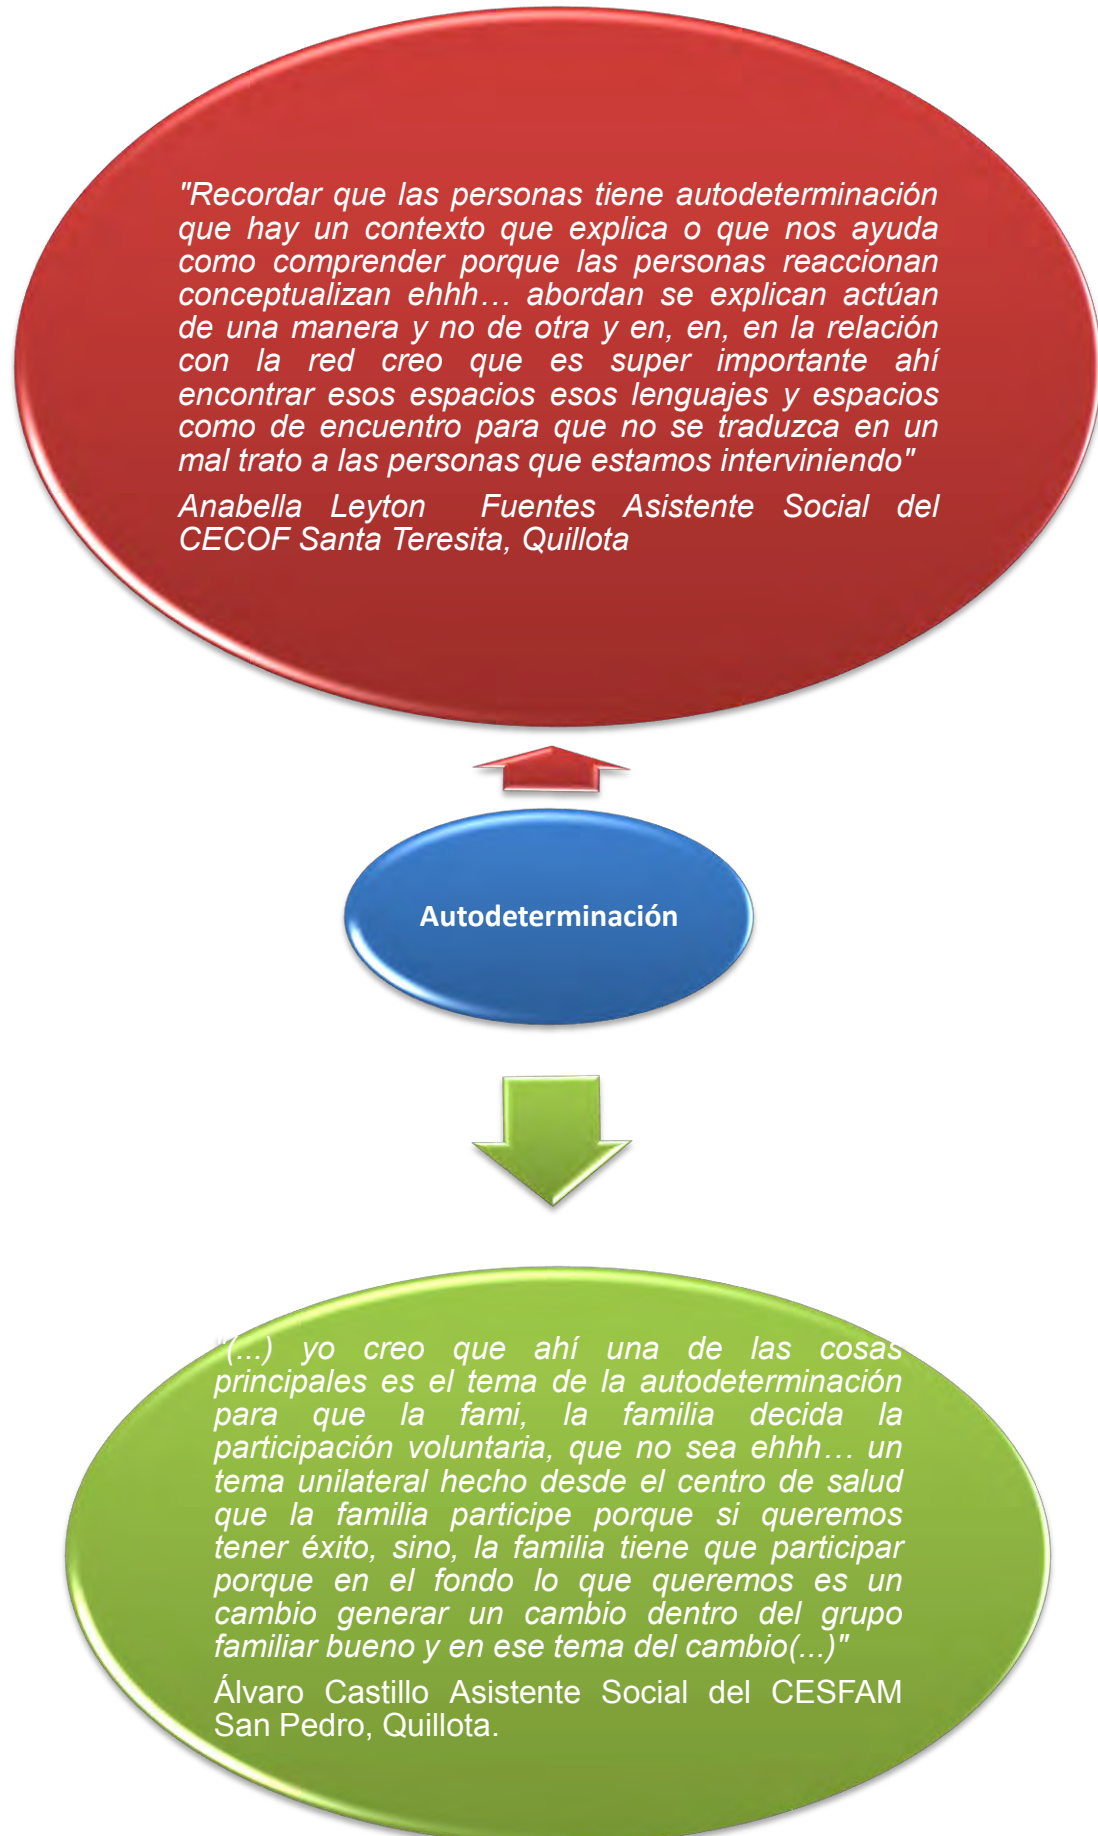 "Recordar que las personas tiene autodeterminación
que hay un contexto que explica o que nos ayuda
como comprender porque las personas reaccionan
conceptualizan ehhh… abordan se explican actúan
de una manera y no de otra y en, en, en la relación
con la red creo que es super importante ahí
encontrar esos espacios esos lenguajes y espacios
como de encuentro para que no se traduzca en un
mal trato a las personas que estamos interviniendo"
Anabella Leyton Fuentes Asistente Social del
CECOF Santa Teresita, Quillota
Autodeterminación
"(...) yo creo que ahí una de las cosas
principales es el tema de la autodeterminación
para que la fami, la familia decida la
participación voluntaria, que no sea ehhh… un
tema unilateral hecho desde el centro de salud
que la familia participe porque si queremos
tener éxito, sino, la familia tiene que participar
porque en el fondo lo que queremos es un
cambio generar un cambio dentro del grupo
familiar bueno y en ese tema del cambio(...)"
Álvaro Castillo Asistente Social del CESFAM
San Pedro, Quillota.